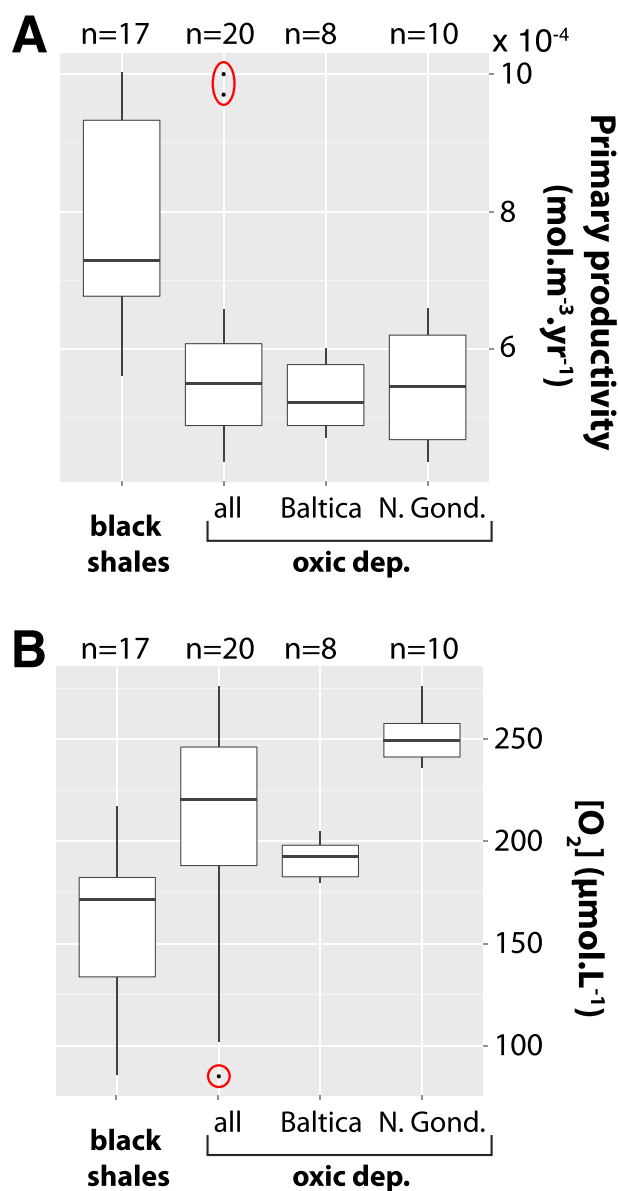 A
n=17 n=20 n=8 n=10 x 10⁻⁴
10
8
6
Primary productivity
(mol.m⁻³.yr⁻¹)
all Baltica N. Gond.
black
shales
oxic dep.
B
n=17 n=20 n=8 n=10
250
200
150
100
[O₂] (µmol.L⁻¹)
all Baltica N. Gond.
black
shales
oxic dep.